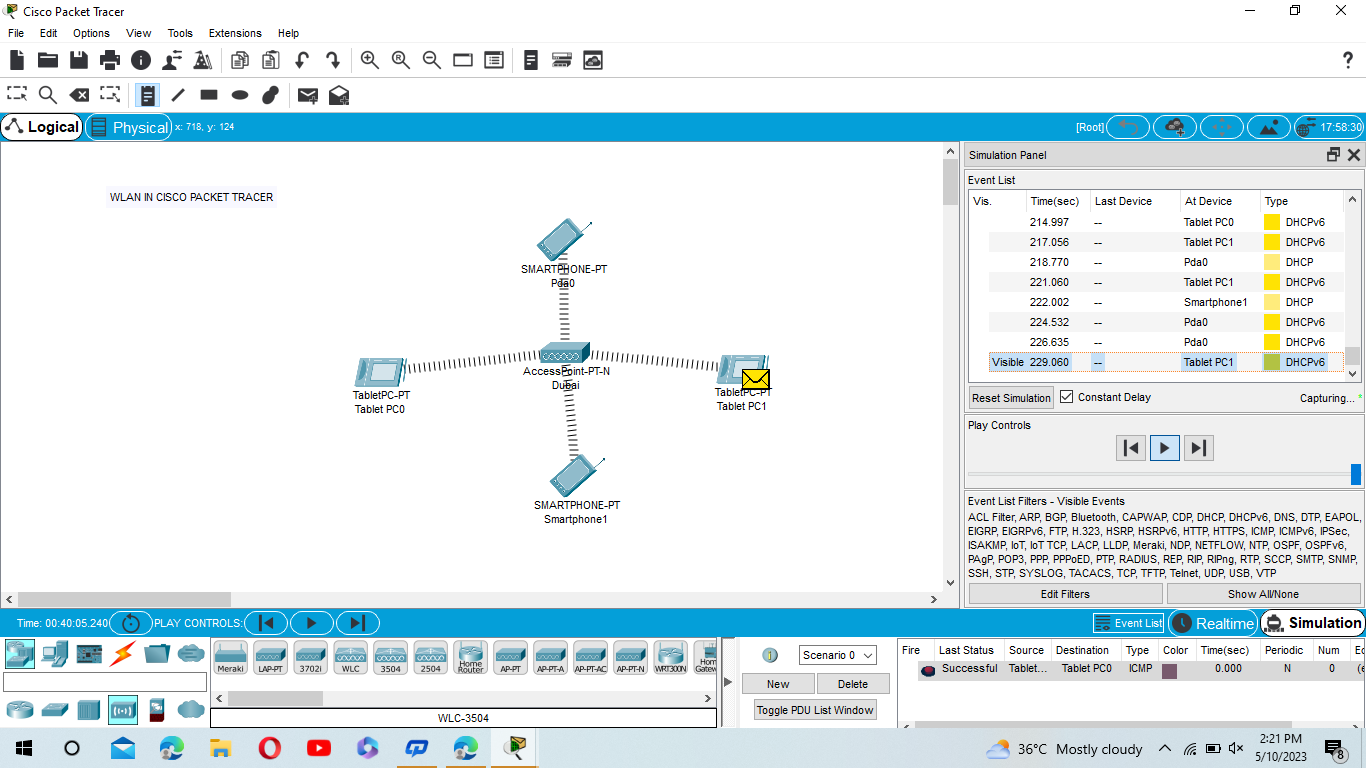 Cisco Packet Tracer
File Edit Options View Tools Extensions Help
Logical Physical x: 718, y: 124 [Root] 17:58:30
WLAN IN CISCO PACKET TRACER
SMARTPHONE-PT
Pda0
AccessPoint-PT-N
Dubai
TabletPC-PT
Tablet PC0
TabletPC-PT
Tablet PC1
SMARTPHONE-PT
Smartphone1
Simulation Panel
Event List
Vis. Time(sec) Last Device At Device Type
214.997 -- Tablet PC0 DHCPv6
217.056 -- Tablet PC1 DHCPv6
218.770 -- Pda0 DHCP
221.060 -- Tablet PC1 DHCPv6
222.002 -- Smartphone1 DHCP
224.532 -- Pda0 DHCPv6
226.635 -- Pda0 DHCPv6
Visible 229.060 -- Tablet PC1 DHCPv6
Reset Simulation Constant Delay Capturing... *
Play Controls
Event List Filters - Visible Events
ACL Filter, ARP, BGP, Bluetooth, CAPWAP, CDP, DHCP, DHCPv6, DNS, DTP, EAPOL,
EIGRP, EIGRPv6, FTP, H.323, HSRP, HSRPv6, HTTP, HTTPS, ICMP, ICMPv6, IPSec,
ISAKMP, IoT, IoT TCP, LACP, LLDP, Meraki, NDP, NETFLOW, NTP, OSPF, OSPFv6,
PAgP, POP3, PPP, PPPoED, PTP, RADIUS, REP, RIP, RIPng, RTP, SCCP, SMTP, SNMP,
SSH, STP, SYSLOG, TACACS, TCP, TFTP, Telnet, UDP, USB, VTP
Edit Filters Show All/None
Time: 00:40:05.240 PLAY CONTROLS: Event List Realtime Simulation
Meraki LAP-PT 3702i WLC 3504 2504 Home Router AP-PT AP-PT-A AP-PT-AC AP-PT-N WRT300N Home Gatew
WLC-3504
Scenario 0
New Delete
Toggle PDU List Window
Fire Last Status Source Destination Type Color Time(sec) Periodic Num Ed
Successful Tablet... Tablet PC0 ICMP 0.000 N 0 (e
36°C Mostly cloudy
2:21 PM
5/10/2023
8